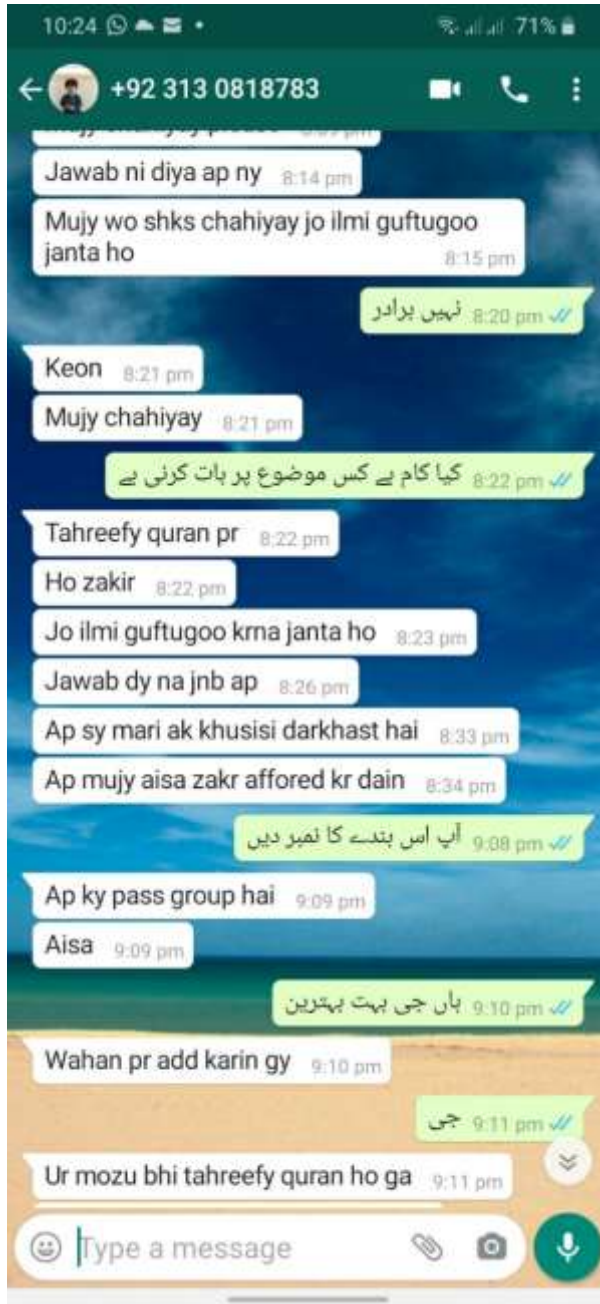 10:24
71%
+92 313 0818783
Jawab ni diya ap ny 8:14 pm
Mujy wo shks chahiyay jo ilmi guftugoo
janta ho 8:15 pm
نہیں برادر 8:20 pm
Keon 8:21 pm
Mujy chahiyay 8:21 pm
کیا کام ہے کس موضوع پر بات کرنی ہے 8:22 pm
Tahreefy quran pr 8:22 pm
Ho zakir 8:22 pm
Jo ilmi guftugoo krna janta ho 8:23 pm
Jawab dy na jnb ap 8:26 pm
Ap sy mari ak khusisi darkhast hai 8:33 pm
Ap mujy aisa zakr affored kr dain 8:34 pm
آپ اس بندے کا نمبر دیں 9:08 pm
Ap ky pass group hai 9:09 pm
Aisa 9:09 pm
ہاں جی بہت بہترین 9:10 pm
Wahan pr add karin gy 9:10 pm
جی 9:11 pm
Ur mozu bhi tahreefy quran ho ga 9:11 pm
Type a message